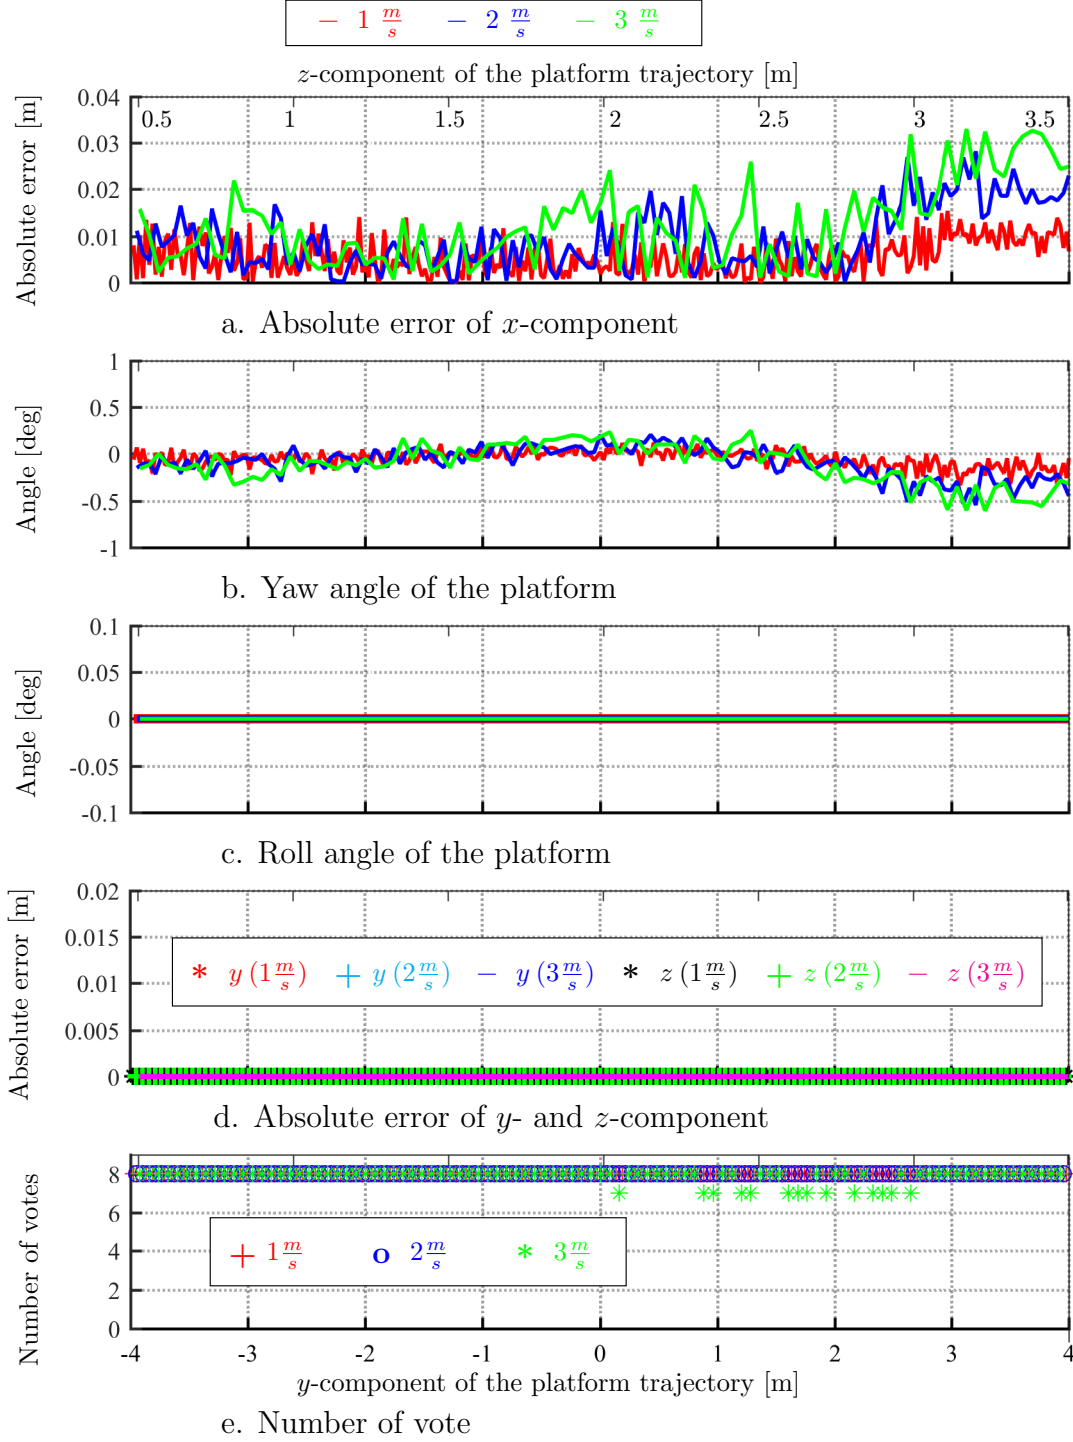 − 1 m/s − 2 m/s − 3 m/s
z-component of the platform trajectory [m]
0.5 1 1.5 2 2.5 3 3.5
Absolute error [m]
0.04
0.03
0.02
0.01
0
a. Absolute error of x-component
Angle [deg]
1
0.5
0
-0.5
-1
b. Yaw angle of the platform
Angle [deg]
0.1
0.05
0
-0.05
-0.1
c. Roll angle of the platform
Absolute error [m]
0.02
0.015
0.01
0.005
0
* y (1 m/s) + y (2 m/s) − y (3 m/s) * z (1 m/s) + z (2 m/s) − z (3 m/s)
d. Absolute error of y- and z-component
Number of votes
8
6
4
2
0
+ 1 m/s o 2 m/s * 3 m/s
-4 -3 -2 -1 0 1 2 3 4
y-component of the platform trajectory [m]
e. Number of vote